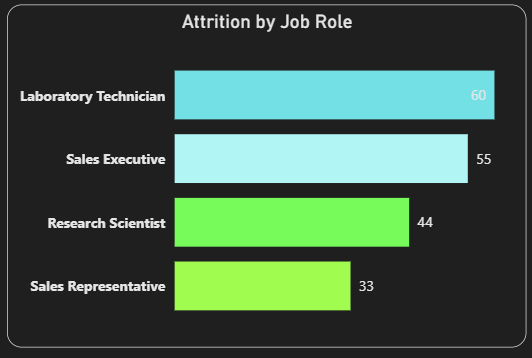 Attrition by Job Role
Laboratory Technician 60
Sales Executive 55
Research Scientist 44
Sales Representative 33